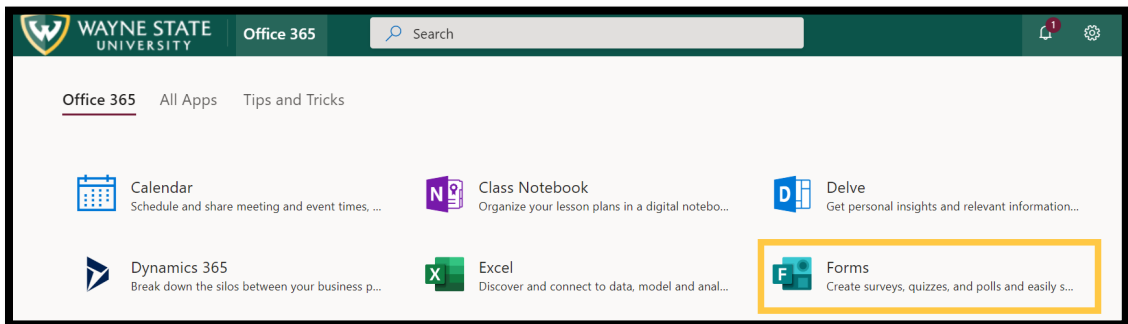 WAYNE STATE
UNIVERSITY
Office 365
Search
1
Office 365 All Apps Tips and Tricks
Calendar
Schedule and share meeting and event times, ...
Class Notebook
Organize your lesson plans in a digital notebo...
Delve
Get personal insights and relevant information...
Dynamics 365
Break down the silos between your business p...
Excel
Discover and connect to data, model and anal...
Forms
Create surveys, quizzes, and polls and easily s...